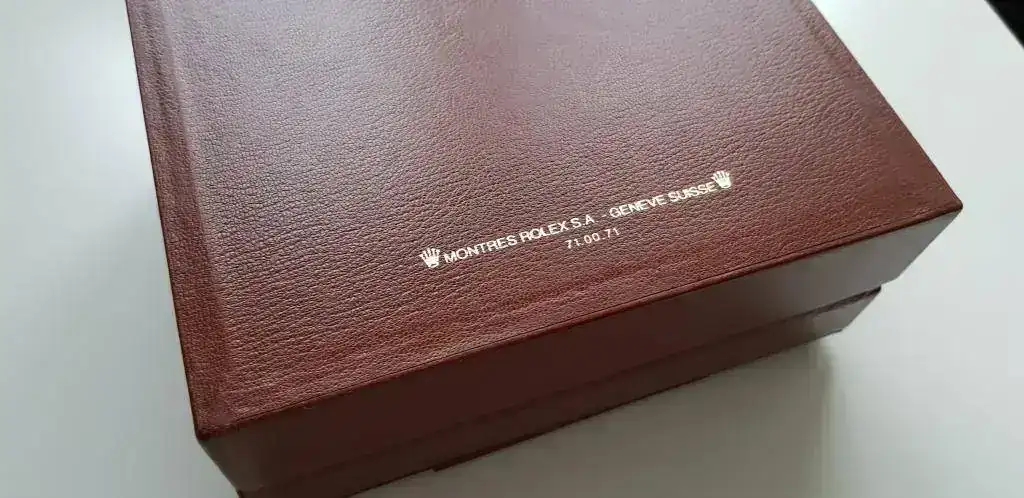 MONTRES ROLEX S.A - GENEVE SUISSE
71.00.71